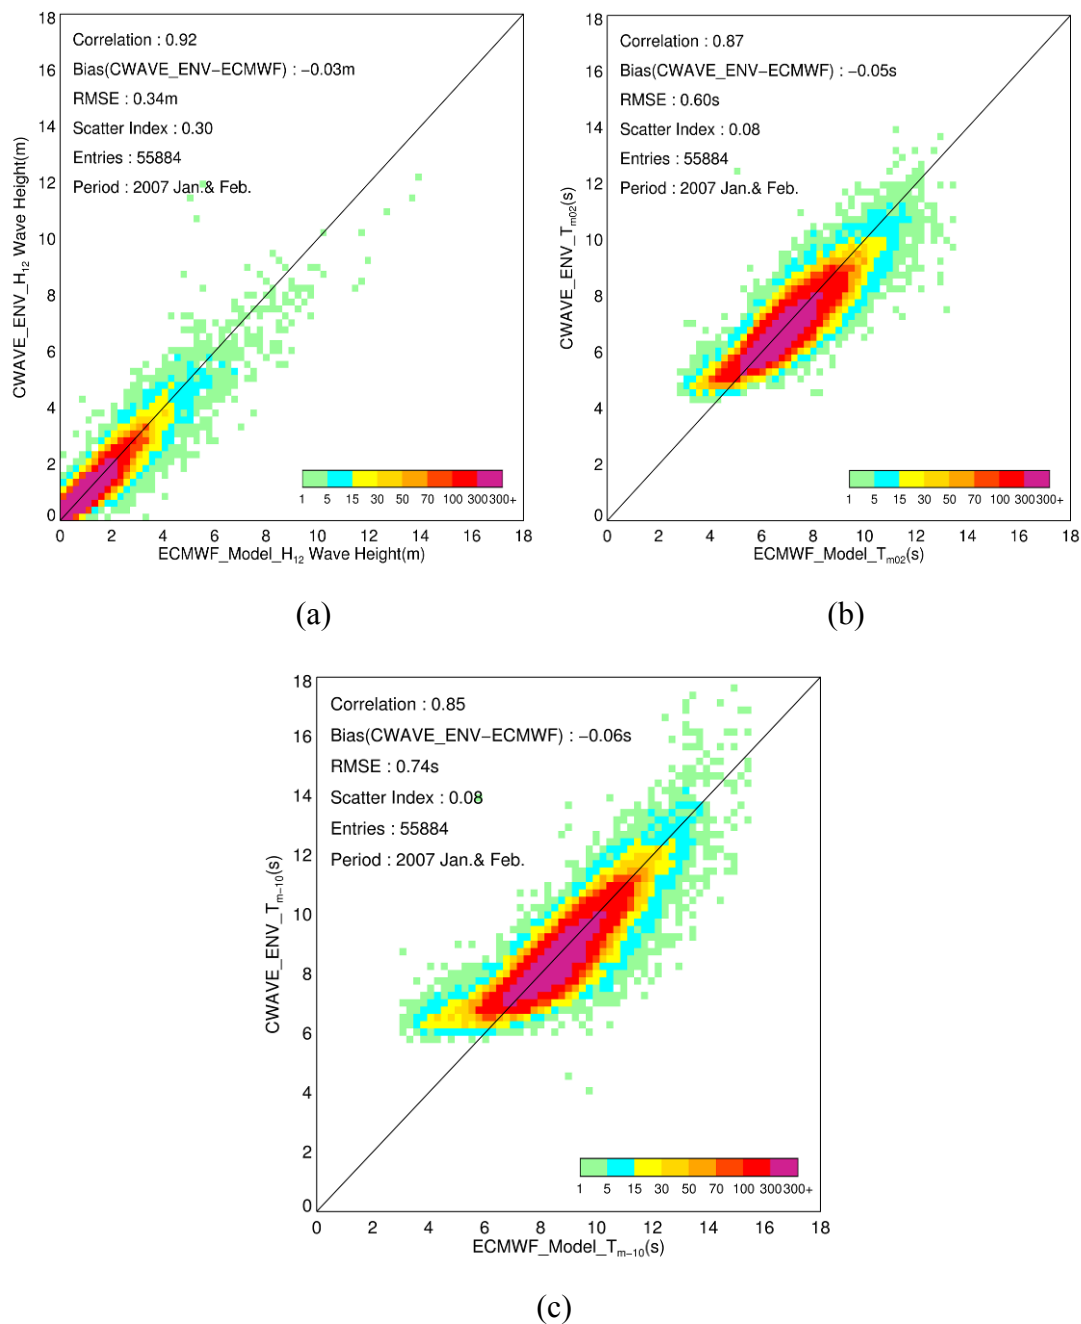 18
16
14
12
10
8
6
4
2
0
CWAVE_ENV_H12 Wave Height(m)
Correlation : 0.92
Bias(CWAVE_ENV−ECMWF) : −0.03m
RMSE : 0.34m
Scatter Index : 0.30
Entries : 55884
Period : 2007 Jan.& Feb.
1 5 15 30 50 70 100 300 300+
0 2 4 6 8 10 12 14 16 18
ECMWF_Model_H12 Wave Height(m)
(a)
18
16
14
12
10
8
6
4
2
0
CWAVE_ENV_Tm02(s)
Correlation : 0.87
Bias(CWAVE_ENV−ECMWF) : −0.05s
RMSE : 0.60s
Scatter Index : 0.08
Entries : 55884
Period : 2007 Jan.& Feb.
1 5 15 30 50 70 100 300 300+
0 2 4 6 8 10 12 14 16 18
ECMWF_Model_Tm02(s)
(b)
18
16
14
12
10
8
6
4
2
0
CWAVE_ENV_Tm−10(s)
Correlation : 0.85
Bias(CWAVE_ENV−ECMWF) : −0.06s
RMSE : 0.74s
Scatter Index : 0.08
Entries : 55884
Period : 2007 Jan.& Feb.
1 5 15 30 50 70 100 300 300+
0 2 4 6 8 10 12 14 16 18
ECMWF_Model_Tm−10(s)
(c)